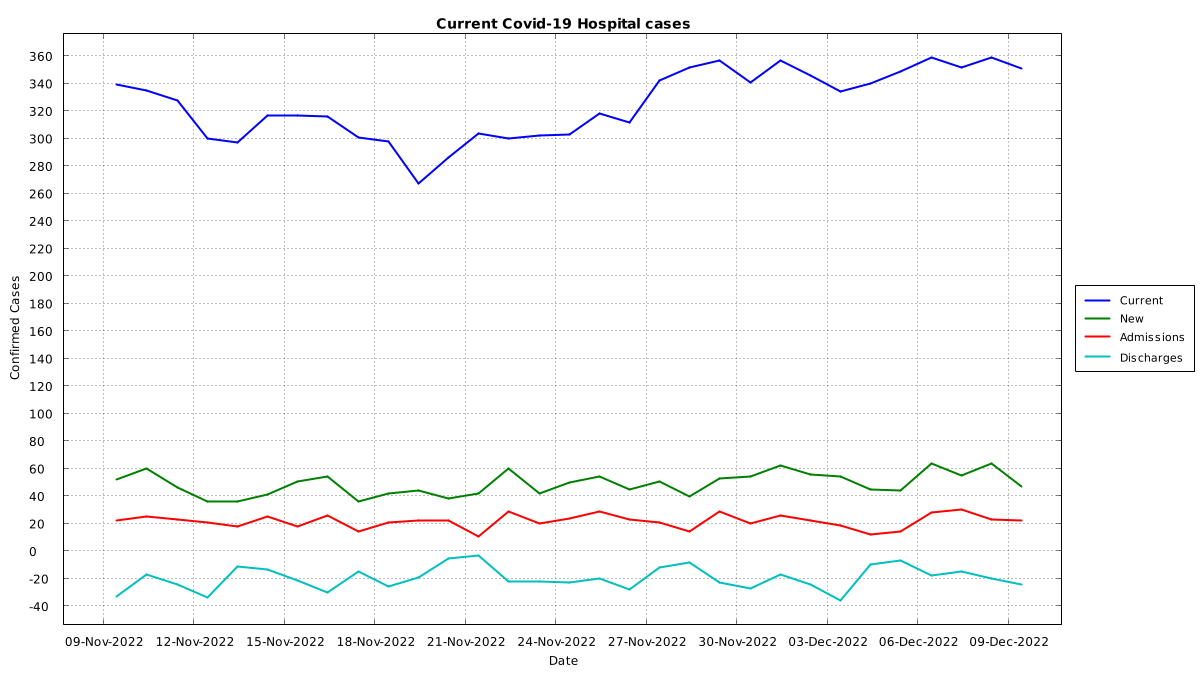 Current Covid-19 Hospital cases
360
340
320
300
280
260
240
220
200
180
160
140
120
100
80
60
40
20
0
-20
-40
Confirmed Cases
09-Nov-2022 12-Nov-2022 15-Nov-2022 18-Nov-2022 21-Nov-2022 24-Nov-2022 27-Nov-2022 30-Nov-2022 03-Dec-2022 06-Dec-2022 09-Dec-2022
Date
Current
New
Admissions
Discharges